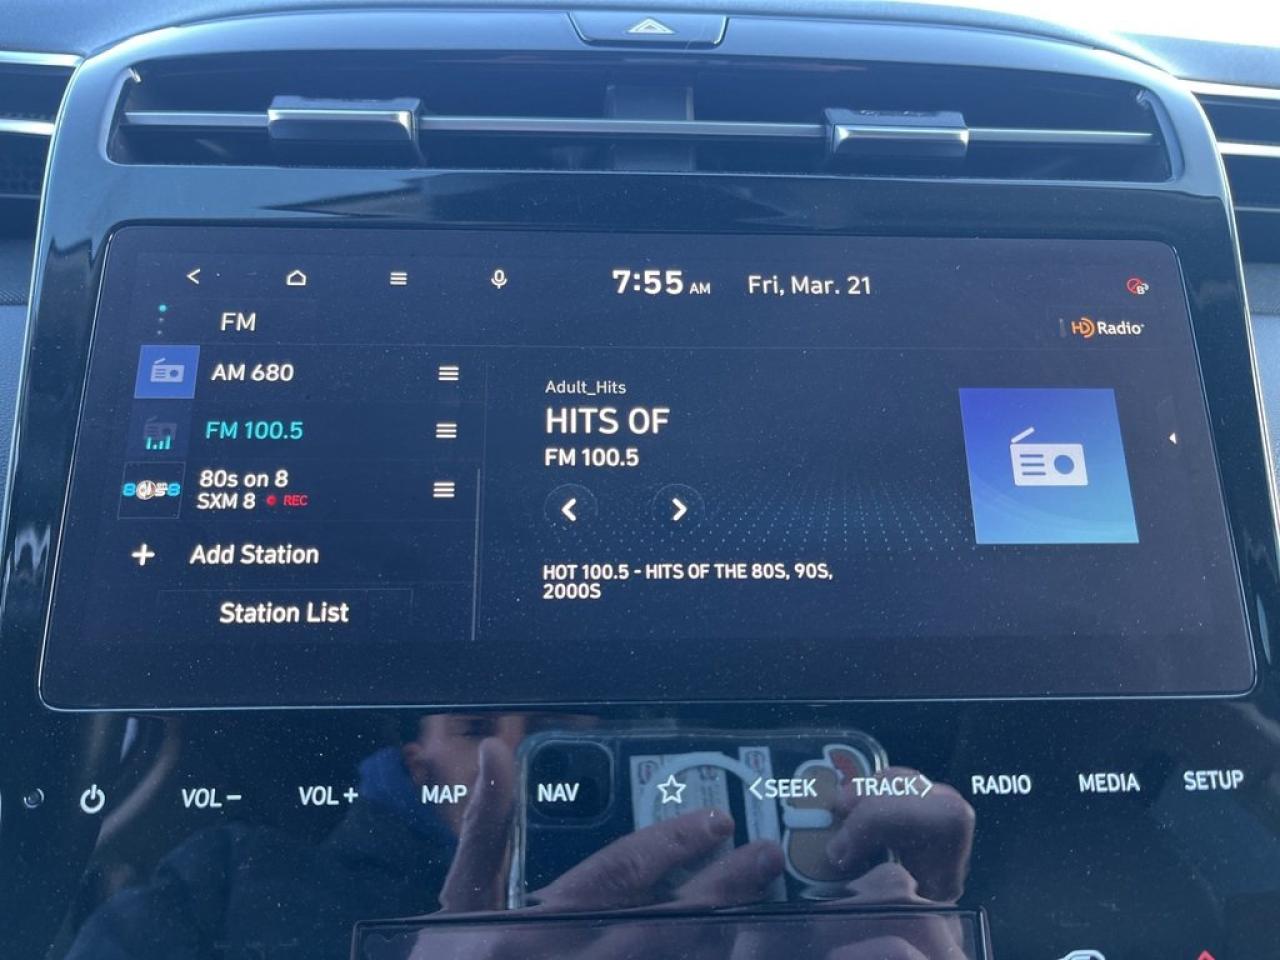 7:55 AM Fri, Mar. 21
FM
HD Radio
AM 680
FM 100.5
80s on 8
SXM 8 REC
+ Add Station
Station List
Adult_Hits
HITS OF
FM 100.5
HOT 100.5 - HITS OF THE 80S, 90S,
2000S
VOL− VOL+ MAP NAV <SEEK TRACK> RADIO MEDIA SETUP